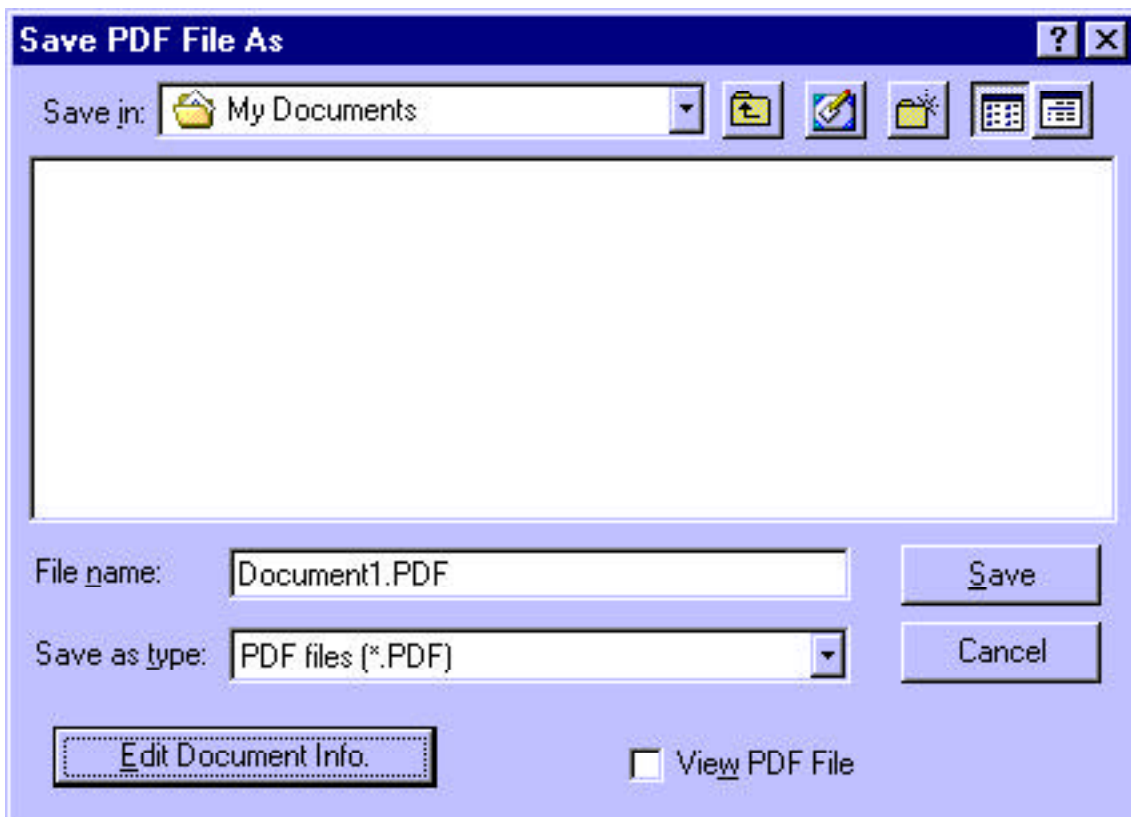 Save PDF File As
Save in: My Documents
File name: Document1.PDF Save
Save as type: PDF files (*.PDF) Cancel
Edit Document Info. View PDF File